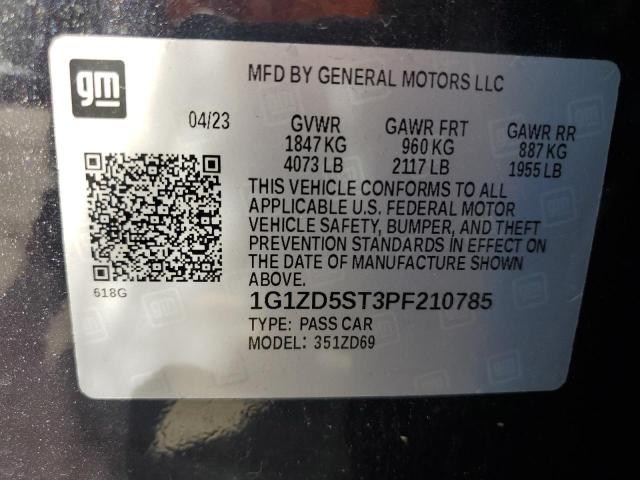 gm
MFD BY GENERAL MOTORS LLC
04/23 GVWR GAWR FRT GAWR RR
1847 KG 960 KG 887 KG
4073 LB 2117 LB 1955 LB
THIS VEHICLE CONFORMS TO ALL
APPLICABLE U.S. FEDERAL MOTOR
VEHICLE SAFETY, BUMPER, AND THEFT
PREVENTION STANDARDS IN EFFECT ON
THE DATE OF MANUFACTURE SHOWN
ABOVE.
618G
1G1ZD5ST3PF210785
TYPE: PASS CAR
MODEL: 351ZD69